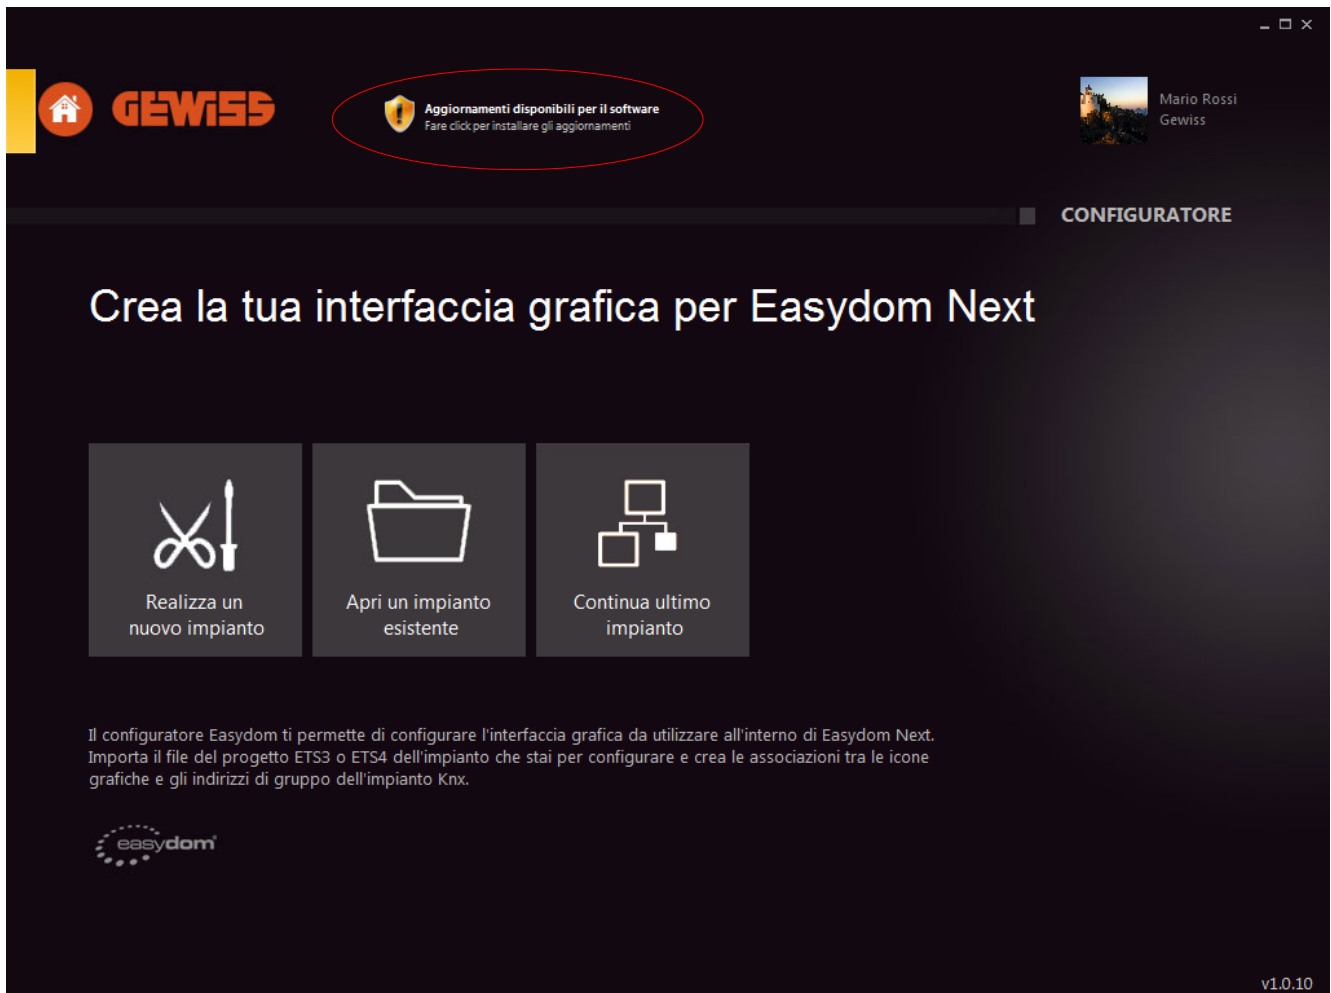 GEWISS
Aggiornamenti disponibili per il software
Fare click per installare gli aggiornamenti
Mario Rossi
Gewiss
CONFIGURATORE
Crea la tua interfaccia grafica per Easydom Next
Realizza un
nuovo impianto
Apri un impianto
esistente
Continua ultimo
impianto
Il configuratore Easydom ti permette di configurare l'interfaccia grafica da utilizzare all'interno di Easydom Next.
Importa il file del progetto ETS3 o ETS4 dell'impianto che stai per configurare e crea le associazioni tra le icone
grafiche e gli indirizzi di gruppo dell'impianto Knx.
easydom
v1.0.10